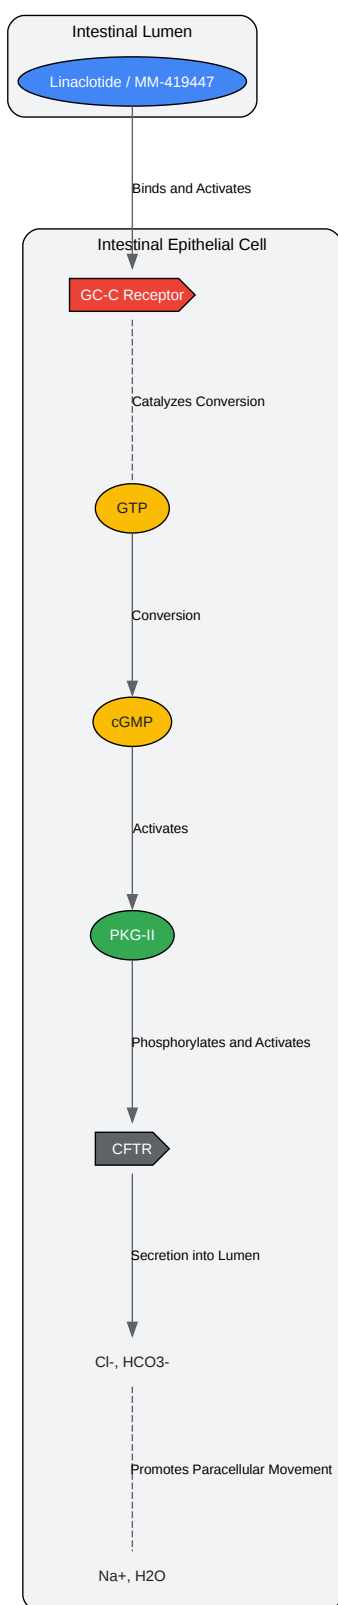 Intestinal Lumen
Linaclotide / MM-419447
Binds and Activates
Intestinal Epithelial Cell
GC-C Receptor
Catalyzes Conversion
GTP
Conversion
cGMP
Activates
PKG-II
Phosphorylates and Activates
CFTR
Secretion into Lumen
Cl-, HCO3-
Promotes Paracellular Movement
Na+, H2O